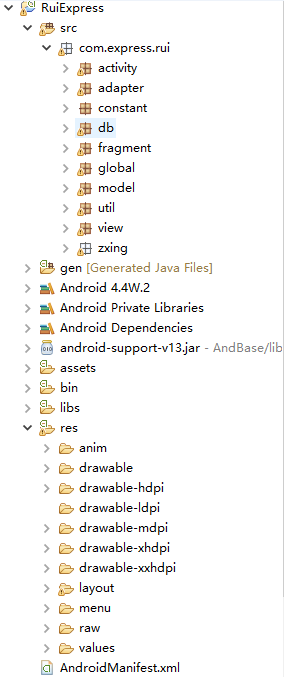 RuiExpress
src
com.express.rui
activity
adapter
constant
db
fragment
global
model
util
view
zxing
gen [Generated Java Files]
Android 4.4W.2
Android Private Libraries
Android Dependencies
android-support-v13.jar - AndBase/lib
assets
bin
libs
res
anim
drawable
drawable-hdpi
drawable-ldpi
drawable-mdpi
drawable-xhdpi
drawable-xxhdpi
layout
menu
raw
values
AndroidManifest.xml